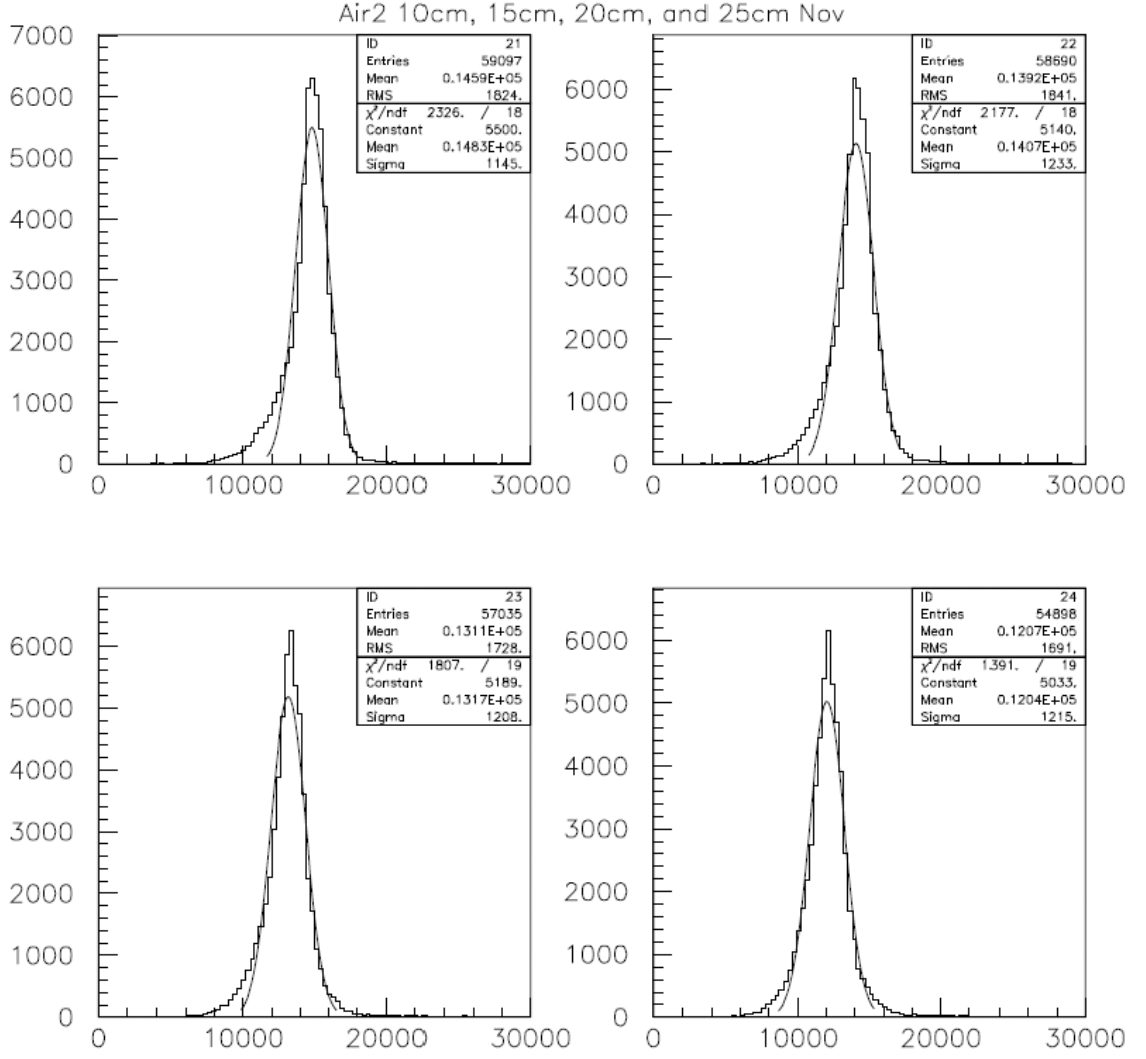 Air2 10cm, 15cm, 20cm, and 25cm Nov
ID 21
Entries 59097
Mean 0.1459E+05
RMS 1824.
χ²/ndf 2326. / 18
Constant 5500.
Mean 0.1483E+05
Sigma 1145.
7000
6000
5000
4000
3000
2000
1000
0
0 10000 20000 30000
ID 22
Entries 58690
Mean 0.1392E+05
RMS 1841.
χ²/ndf 2177. / 18
Constant 5140.
Mean 0.1407E+05
Sigma 1233.
6000
5000
4000
3000
2000
1000
0
0 10000 20000 30000
ID 23
Entries 57035
Mean 0.1311E+05
RMS 1728.
χ²/ndf 1807. / 19
Constant 5189.
Mean 0.1317E+05
Sigma 1208.
6000
5000
4000
3000
2000
1000
0
0 10000 20000 30000
ID 24
Entries 54898
Mean 0.1207E+05
RMS 1691.
χ²/ndf 1391. / 19
Constant 5033.
Mean 0.1204E+05
Sigma 1215.
6000
5000
4000
3000
2000
1000
0
0 10000 20000 30000